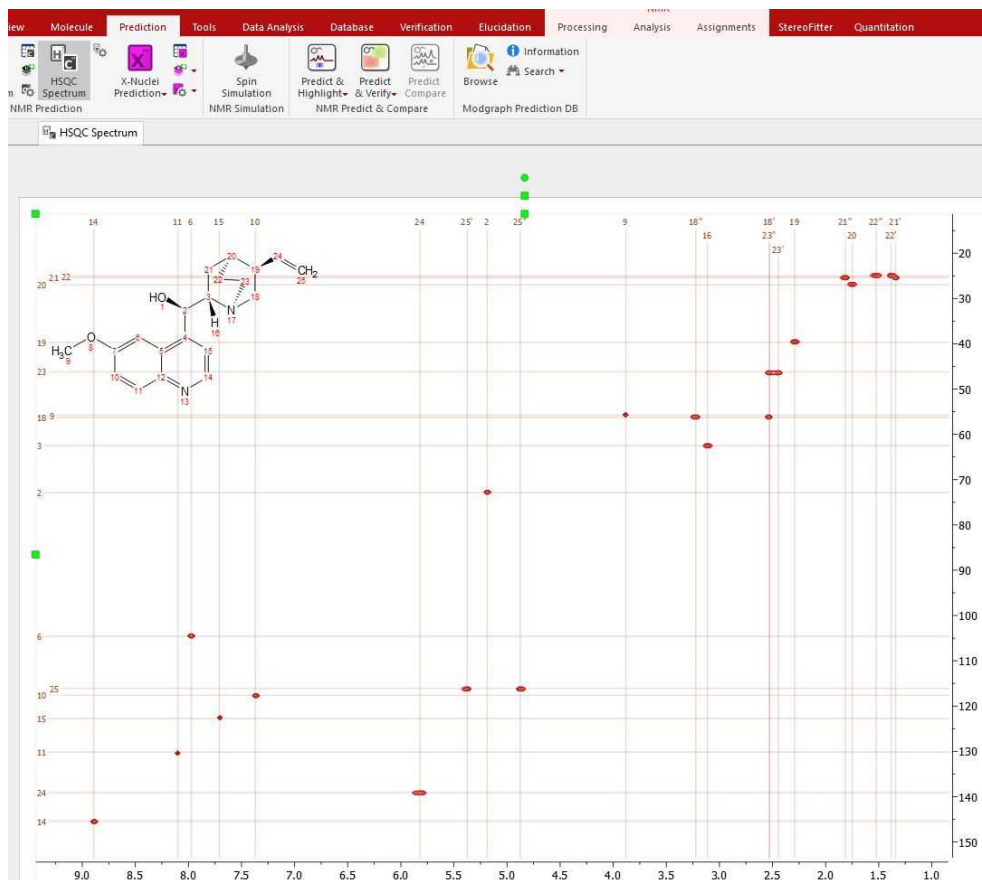 NMR
iew Molecule Prediction Tools Data Analysis Database Verification Elucidation Processing Analysis Assignments StereoFitter Quantitation
H C
HSQC Spectrum
X
X-Nuclei Prediction
Spin Simulation
Predict & Highlight
Predict & Verify
Predict Compare
Browse
Information
Search
NMR Prediction NMR Simulation NMR Predict & Compare Modgraph Prediction DB
HSQC Spectrum
14 11 6 15 10 24 25' 2 25" 9 18" 18' 19 21" 22" 21'
16 23" 20 22'
23'
21 22
20
19
23
18 9
3
2
6
25
10
15
11
24
14
20 24
21 19 CH2
22 23 25
HO 3 18
1 2 N
H 17
16
O 6 4
8 7 5 15
H3C
9
10 12 14
11 N
13
20
30
40
50
60
70
80
90
100
110
120
130
140
150
9.0 8.5 8.0 7.5 7.0 6.5 6.0 5.5 5.0 4.5 4.0 3.5 3.0 2.5 2.0 1.5 1.0